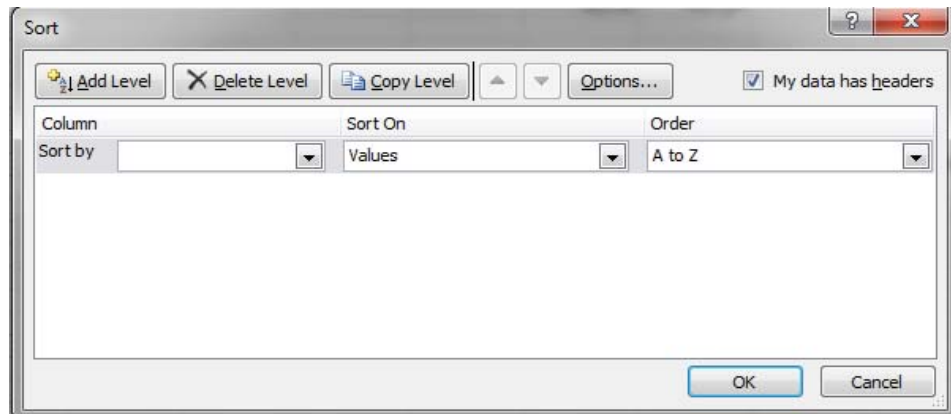 Sort
Add Level Delete Level Copy Level Options... My data has headers
Column Sort On Order
Sort by Values A to Z
OK Cancel